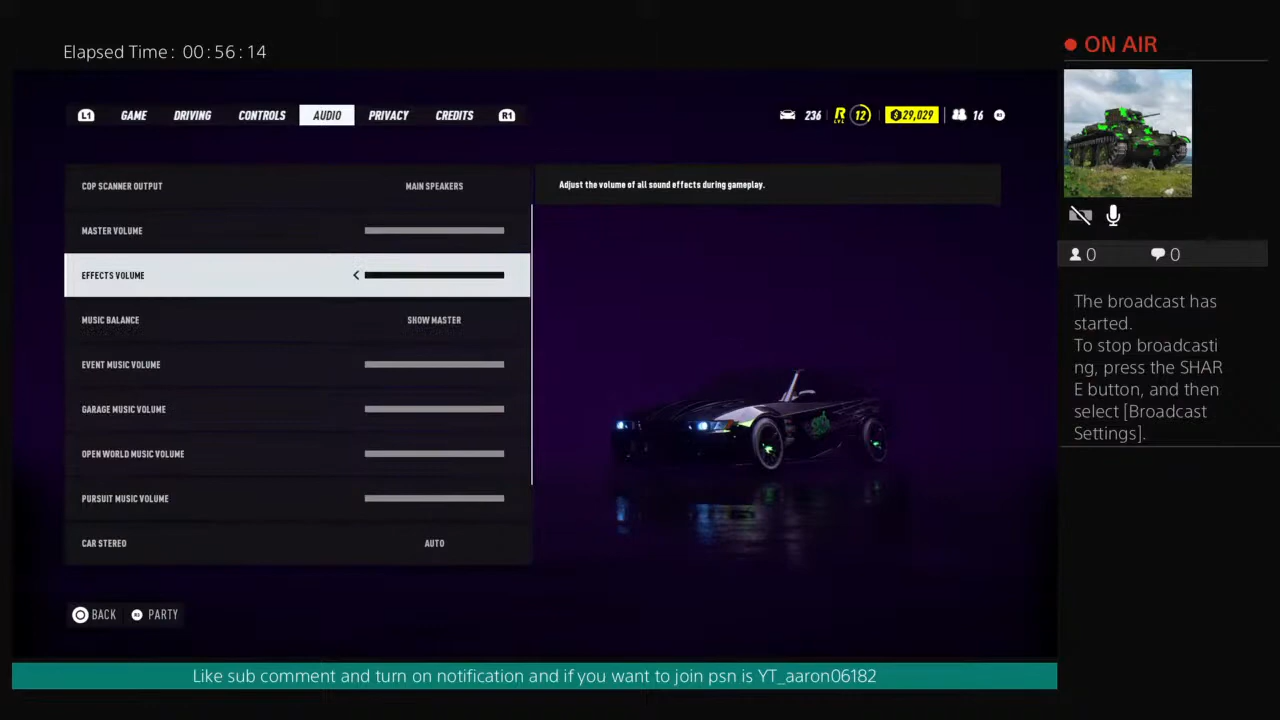 Elapsed Time: 00:56:14
ON AIR
L1 GAME DRIVING CONTROLS AUDIO PRIVACY CREDITS R1
236 R LVL 12 29,029 16
COP SCANNER OUTPUT MAIN SPEAKERS
Adjust the volume of all sound effects during gameplay.
MASTER VOLUME
EFFECTS VOLUME
0 0
MUSIC BALANCE SHOW MASTER
EVENT MUSIC VOLUME
GARAGE MUSIC VOLUME
OPEN WORLD MUSIC VOLUME
PURSUIT MUSIC VOLUME
CAR STEREO AUTO
The broadcast has
started.
To stop broadcasti
ng, press the SHAR
E button, and then
select [Broadcast
Settings].
BACK PARTY
Like sub comment and turn on notification and if you want to join psn is YT_aaron06182